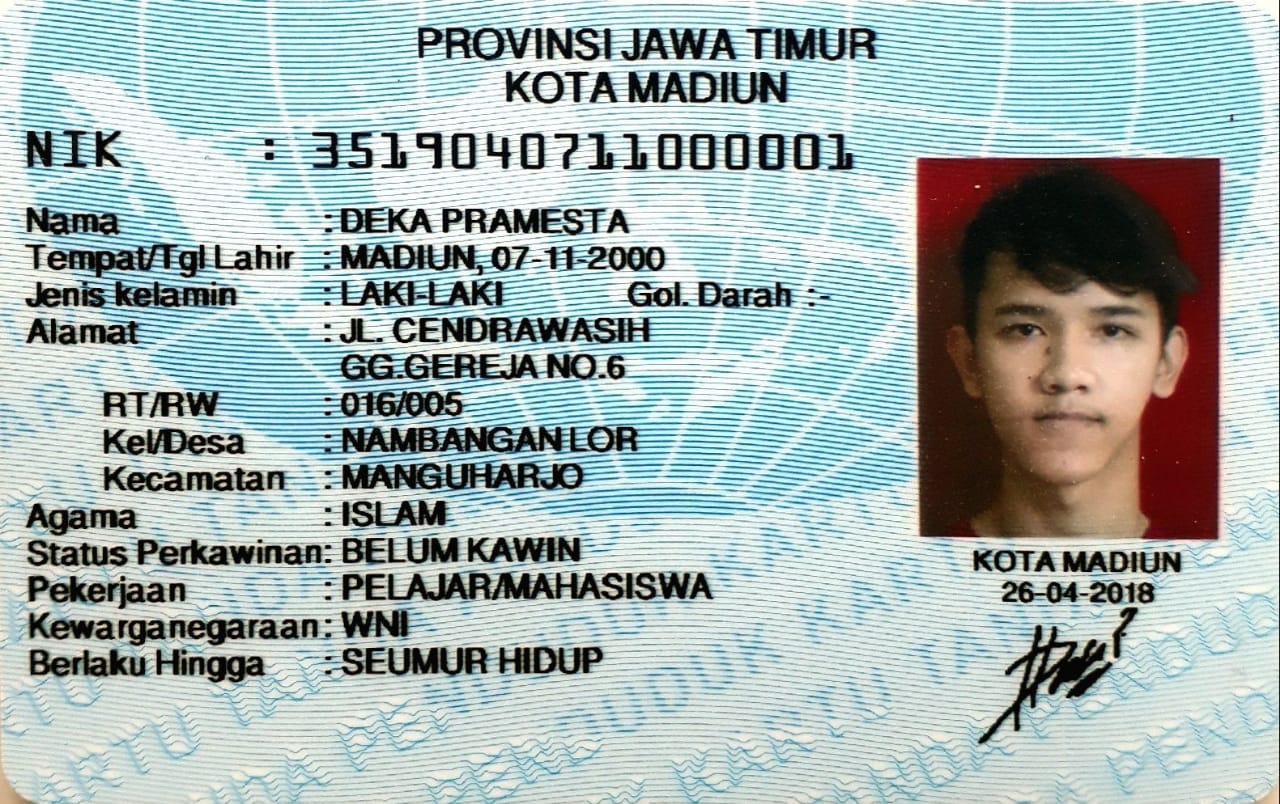 PROVINSI JAWA TIMUR
KOTA MADIUN
NIK : 3519040711000001
Nama : DEKA PRAMESTA
Tempat/Tgl Lahir : MADIUN, 07-11-2000
Jenis kelamin : LAKI-LAKI Gol. Darah :-
Alamat : JL. CENDRAWASIH
GG.GEREJA NO.6
RT/RW : 016/005
Kel/Desa : NAMBANGAN LOR
Kecamatan : MANGUHARJO
Agama : ISLAM
Status Perkawinan: BELUM KAWIN
Pekerjaan : PELAJAR/MAHASISWA
Kewarganegaraan: WNI
Berlaku Hingga : SEUMUR HIDUP
KOTA MADIUN
26-04-2018